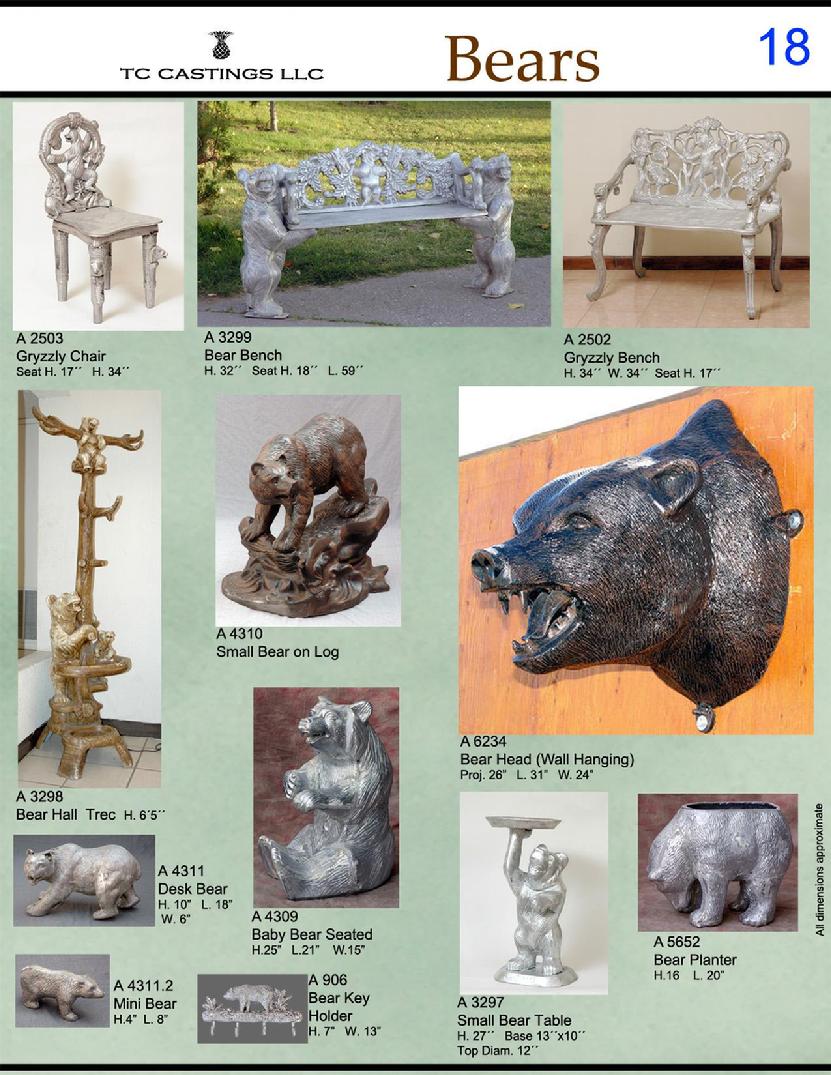 TC CASTINGS LLC
Bears
18
A 2503
Gryzzly Chair
Seat H. 17´´ H. 34´´
A 3299
Bear Bench
H. 32´´ Seat H. 18´´ L. 59´´
A 2502
Gryzzly Bench
H. 34´´ W. 34´´ Seat H. 17´´
A 3298
Bear Hall Trec H. 6´5´´
A 4310
Small Bear on Log
A 6234
Bear Head (Wall Hanging)
Proj. 26" L. 31" W. 24"
A 4311
Desk Bear
H. 10" L. 18"
W. 6"
A 4309
Baby Bear Seated
H.25" L.21" W.15"
A 4311.2
Mini Bear
H.4" L. 8"
A 906
Bear Key
Holder
H. 7" W. 13"
A 3297
Small Bear Table
H. 27´´ Base 13´´x10´´
Top Diam. 12´´
A 5652
Bear Planter
H.16 L. 20"
All dimensions approximate